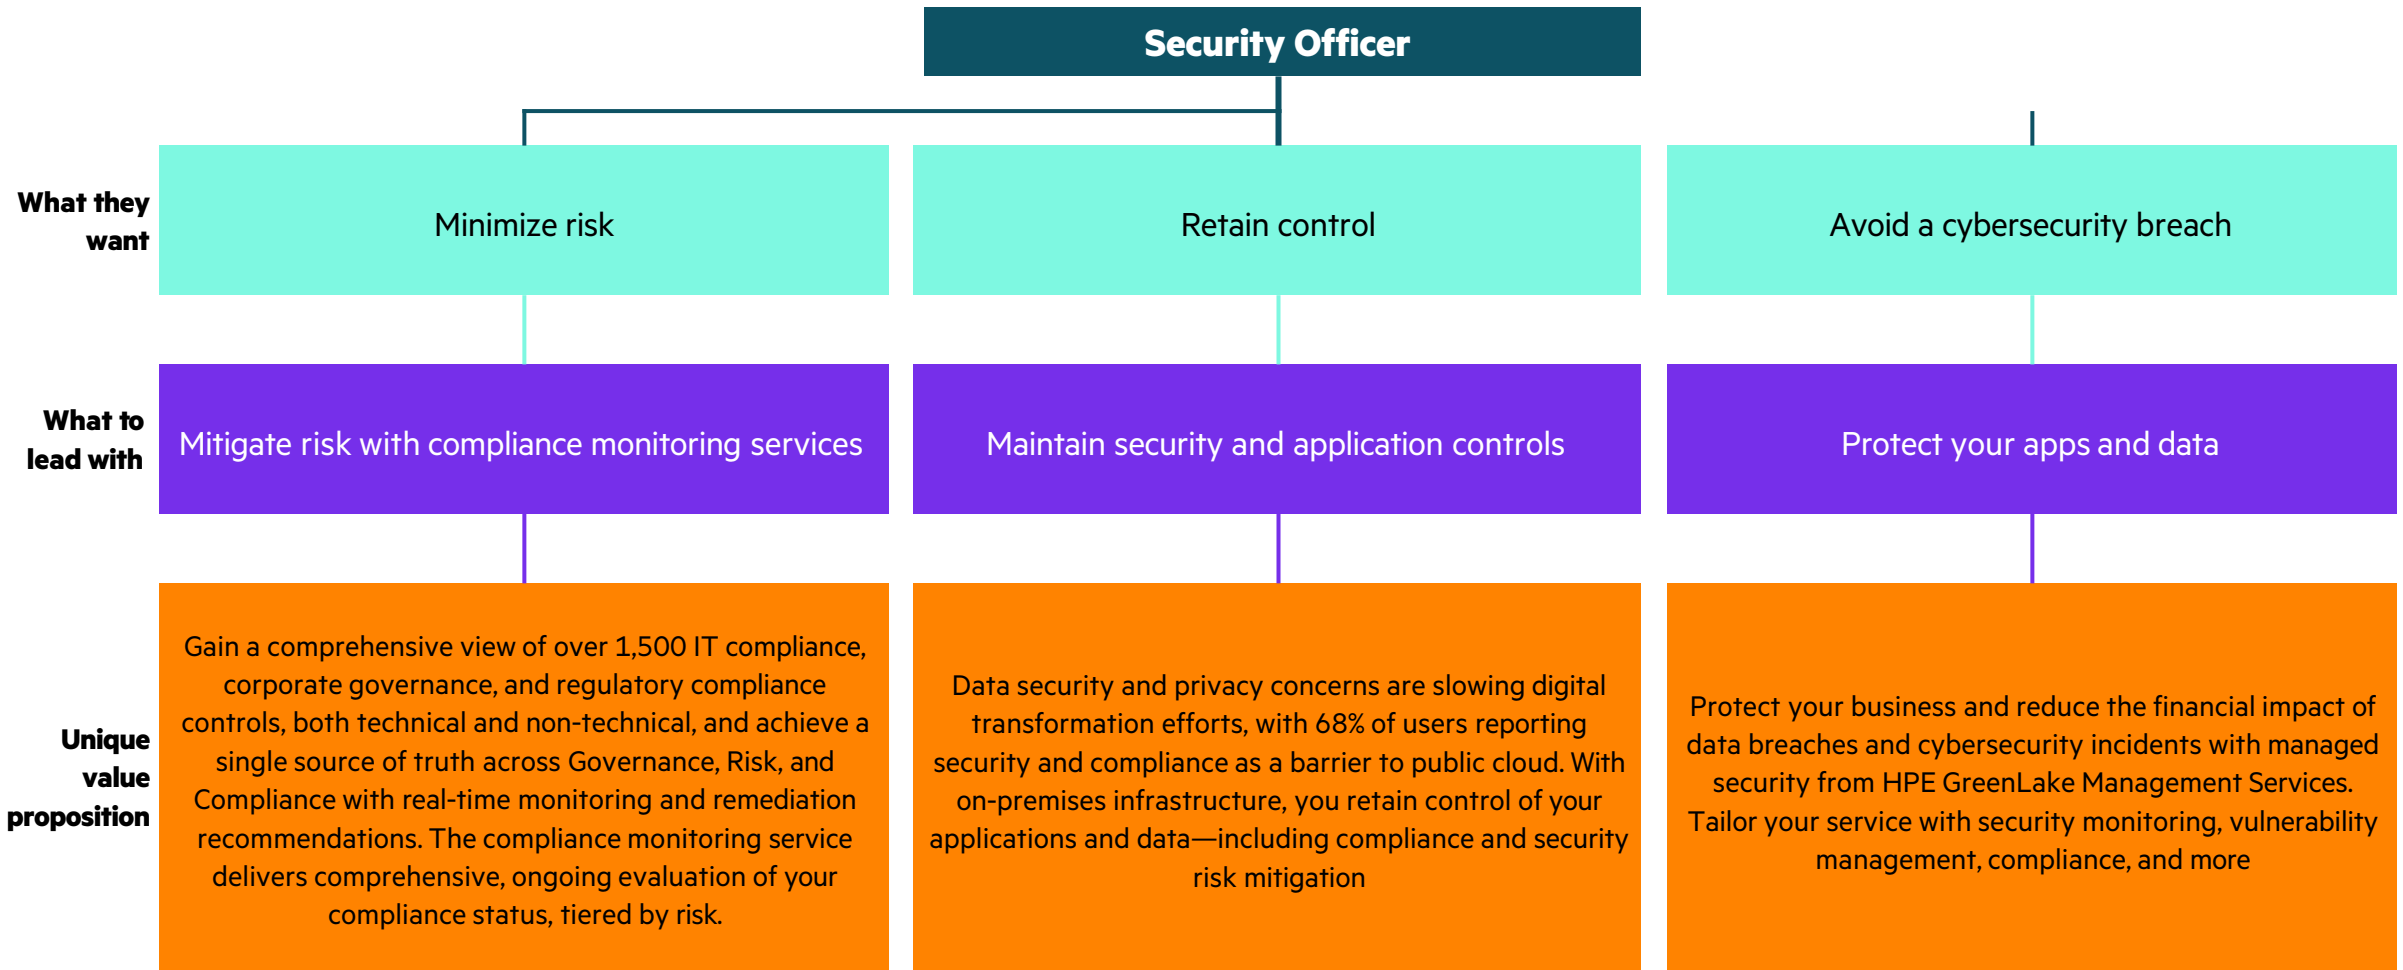 Security Officer
What they
want
Minimize risk
Retain control
Avoid a cybersecurity breach
What to
lead with
Mitigate risk with compliance monitoring services
Maintain security and application controls
Protect your apps and data
Unique
value
proposition
Gain a comprehensive view of over 1,500 IT compliance,
corporate governance, and regulatory compliance
controls, both technical and non-technical, and achieve a
single source of truth across Governance, Risk, and
Compliance with real-time monitoring and remediation
recommendations. The compliance monitoring service
delivers comprehensive, ongoing evaluation of your
compliance status, tiered by risk.
Data security and privacy concerns are slowing digital
transformation efforts, with 68% of users reporting
security and compliance as a barrier to public cloud. With
on-premises infrastructure, you retain control of your
applications and data—including compliance and security
risk mitigation
Protect your business and reduce the financial impact of
data breaches and cybersecurity incidents with managed
security from HPE GreenLake Management Services.
Tailor your service with security monitoring, vulnerability
management, compliance, and more